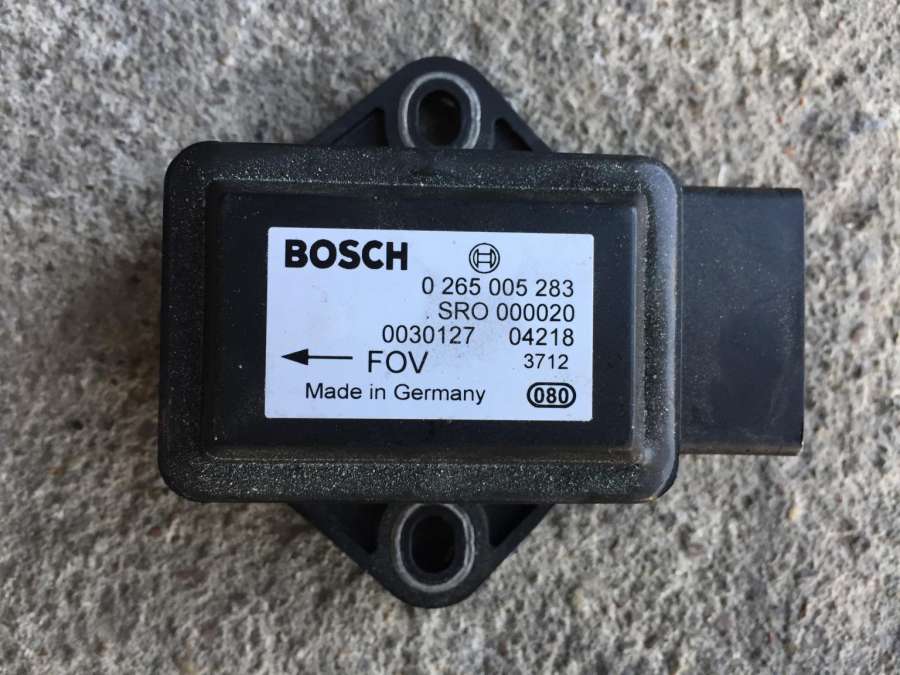 BOSCH
0 265 005 283
SRO 000020
0030127 04218
FOV 3712
Made in Germany 080